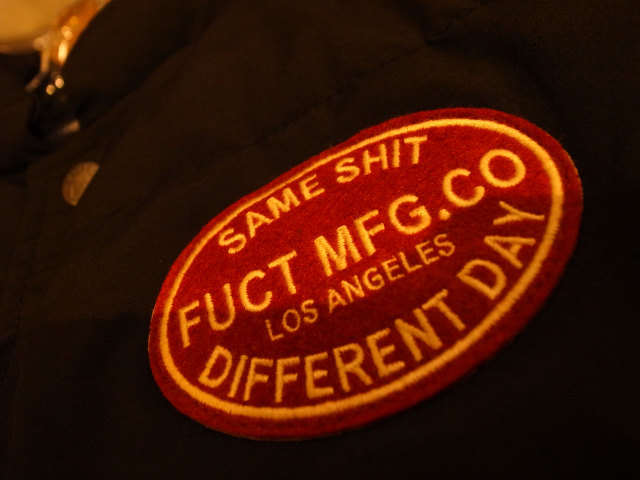 SAME SHIT
FUCT MFG.CO
LOS ANGELES
DIFFERENT DAY